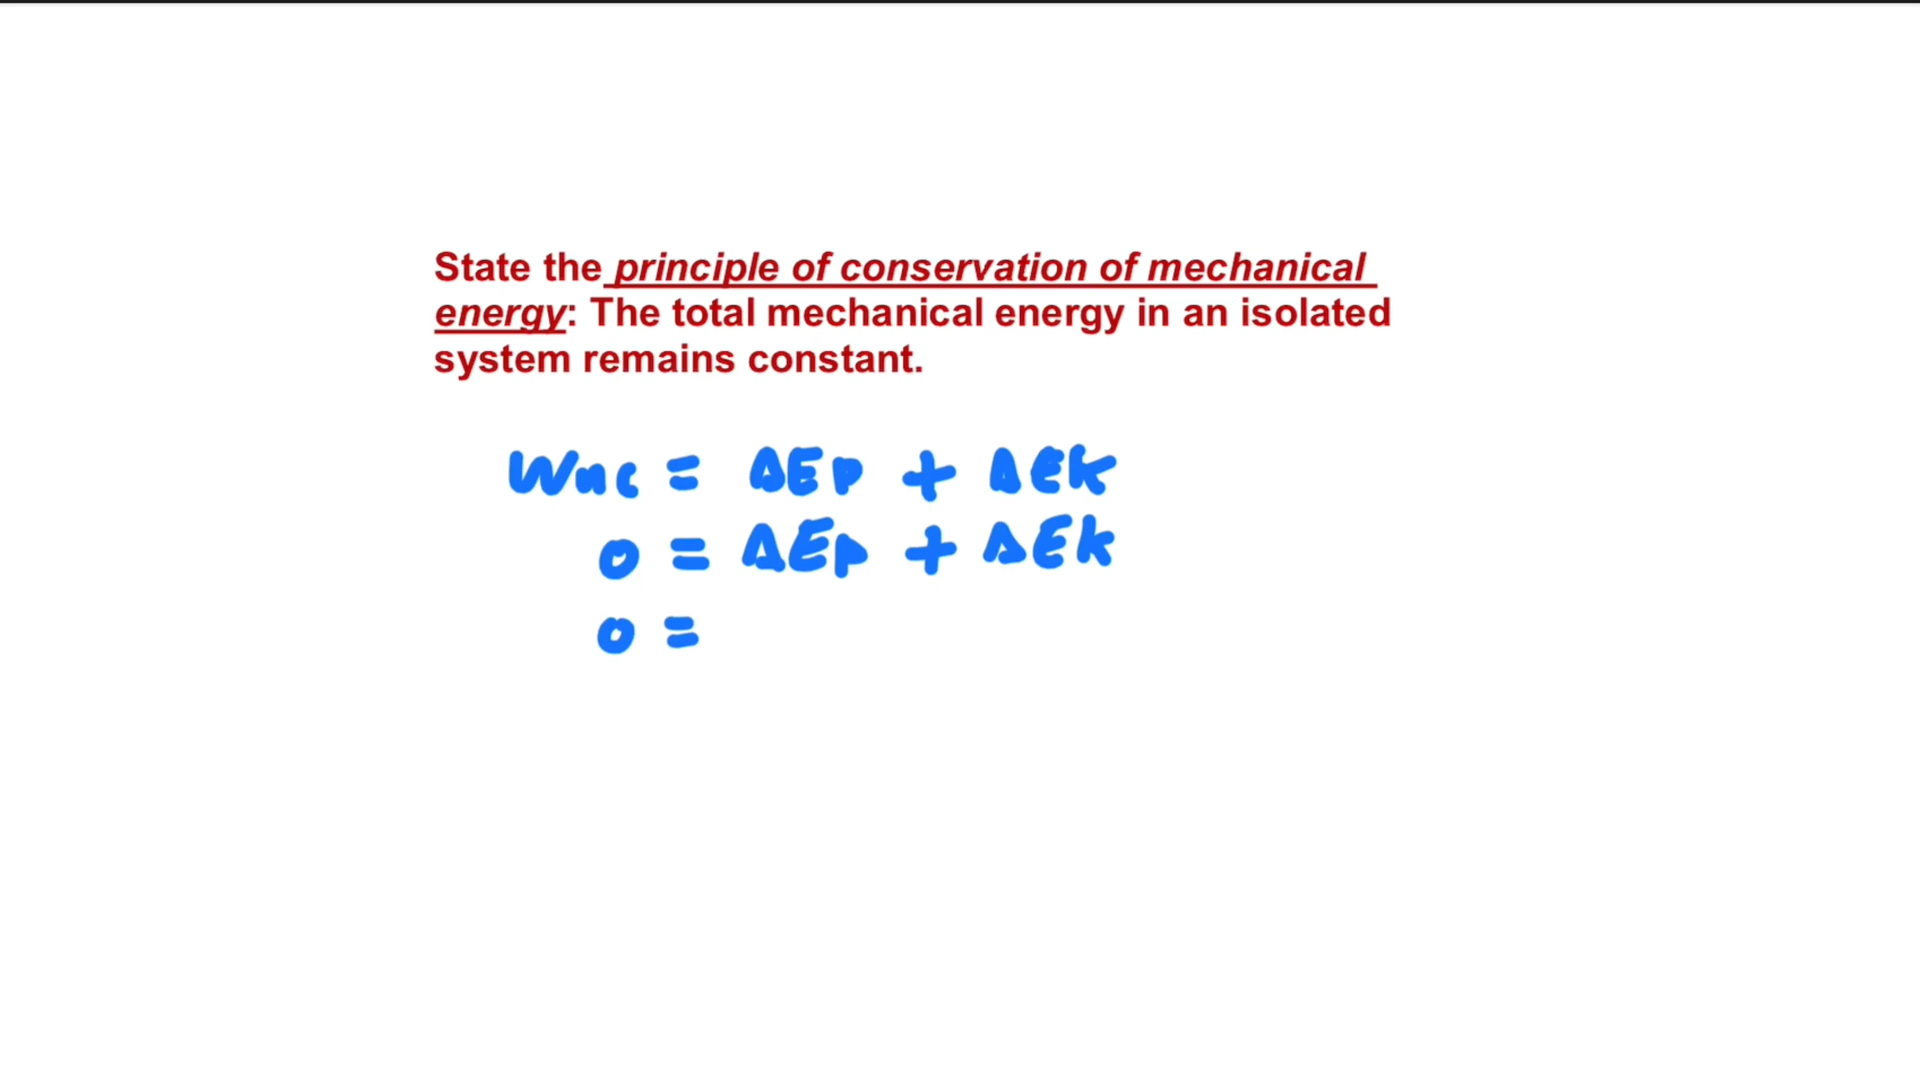 State the principle of conservation of mechanical
energy: The total mechanical energy in an isolated
system remains constant.
Wnc = ΔEp + ΔEk
0 = ΔEp + ΔEk
0 =